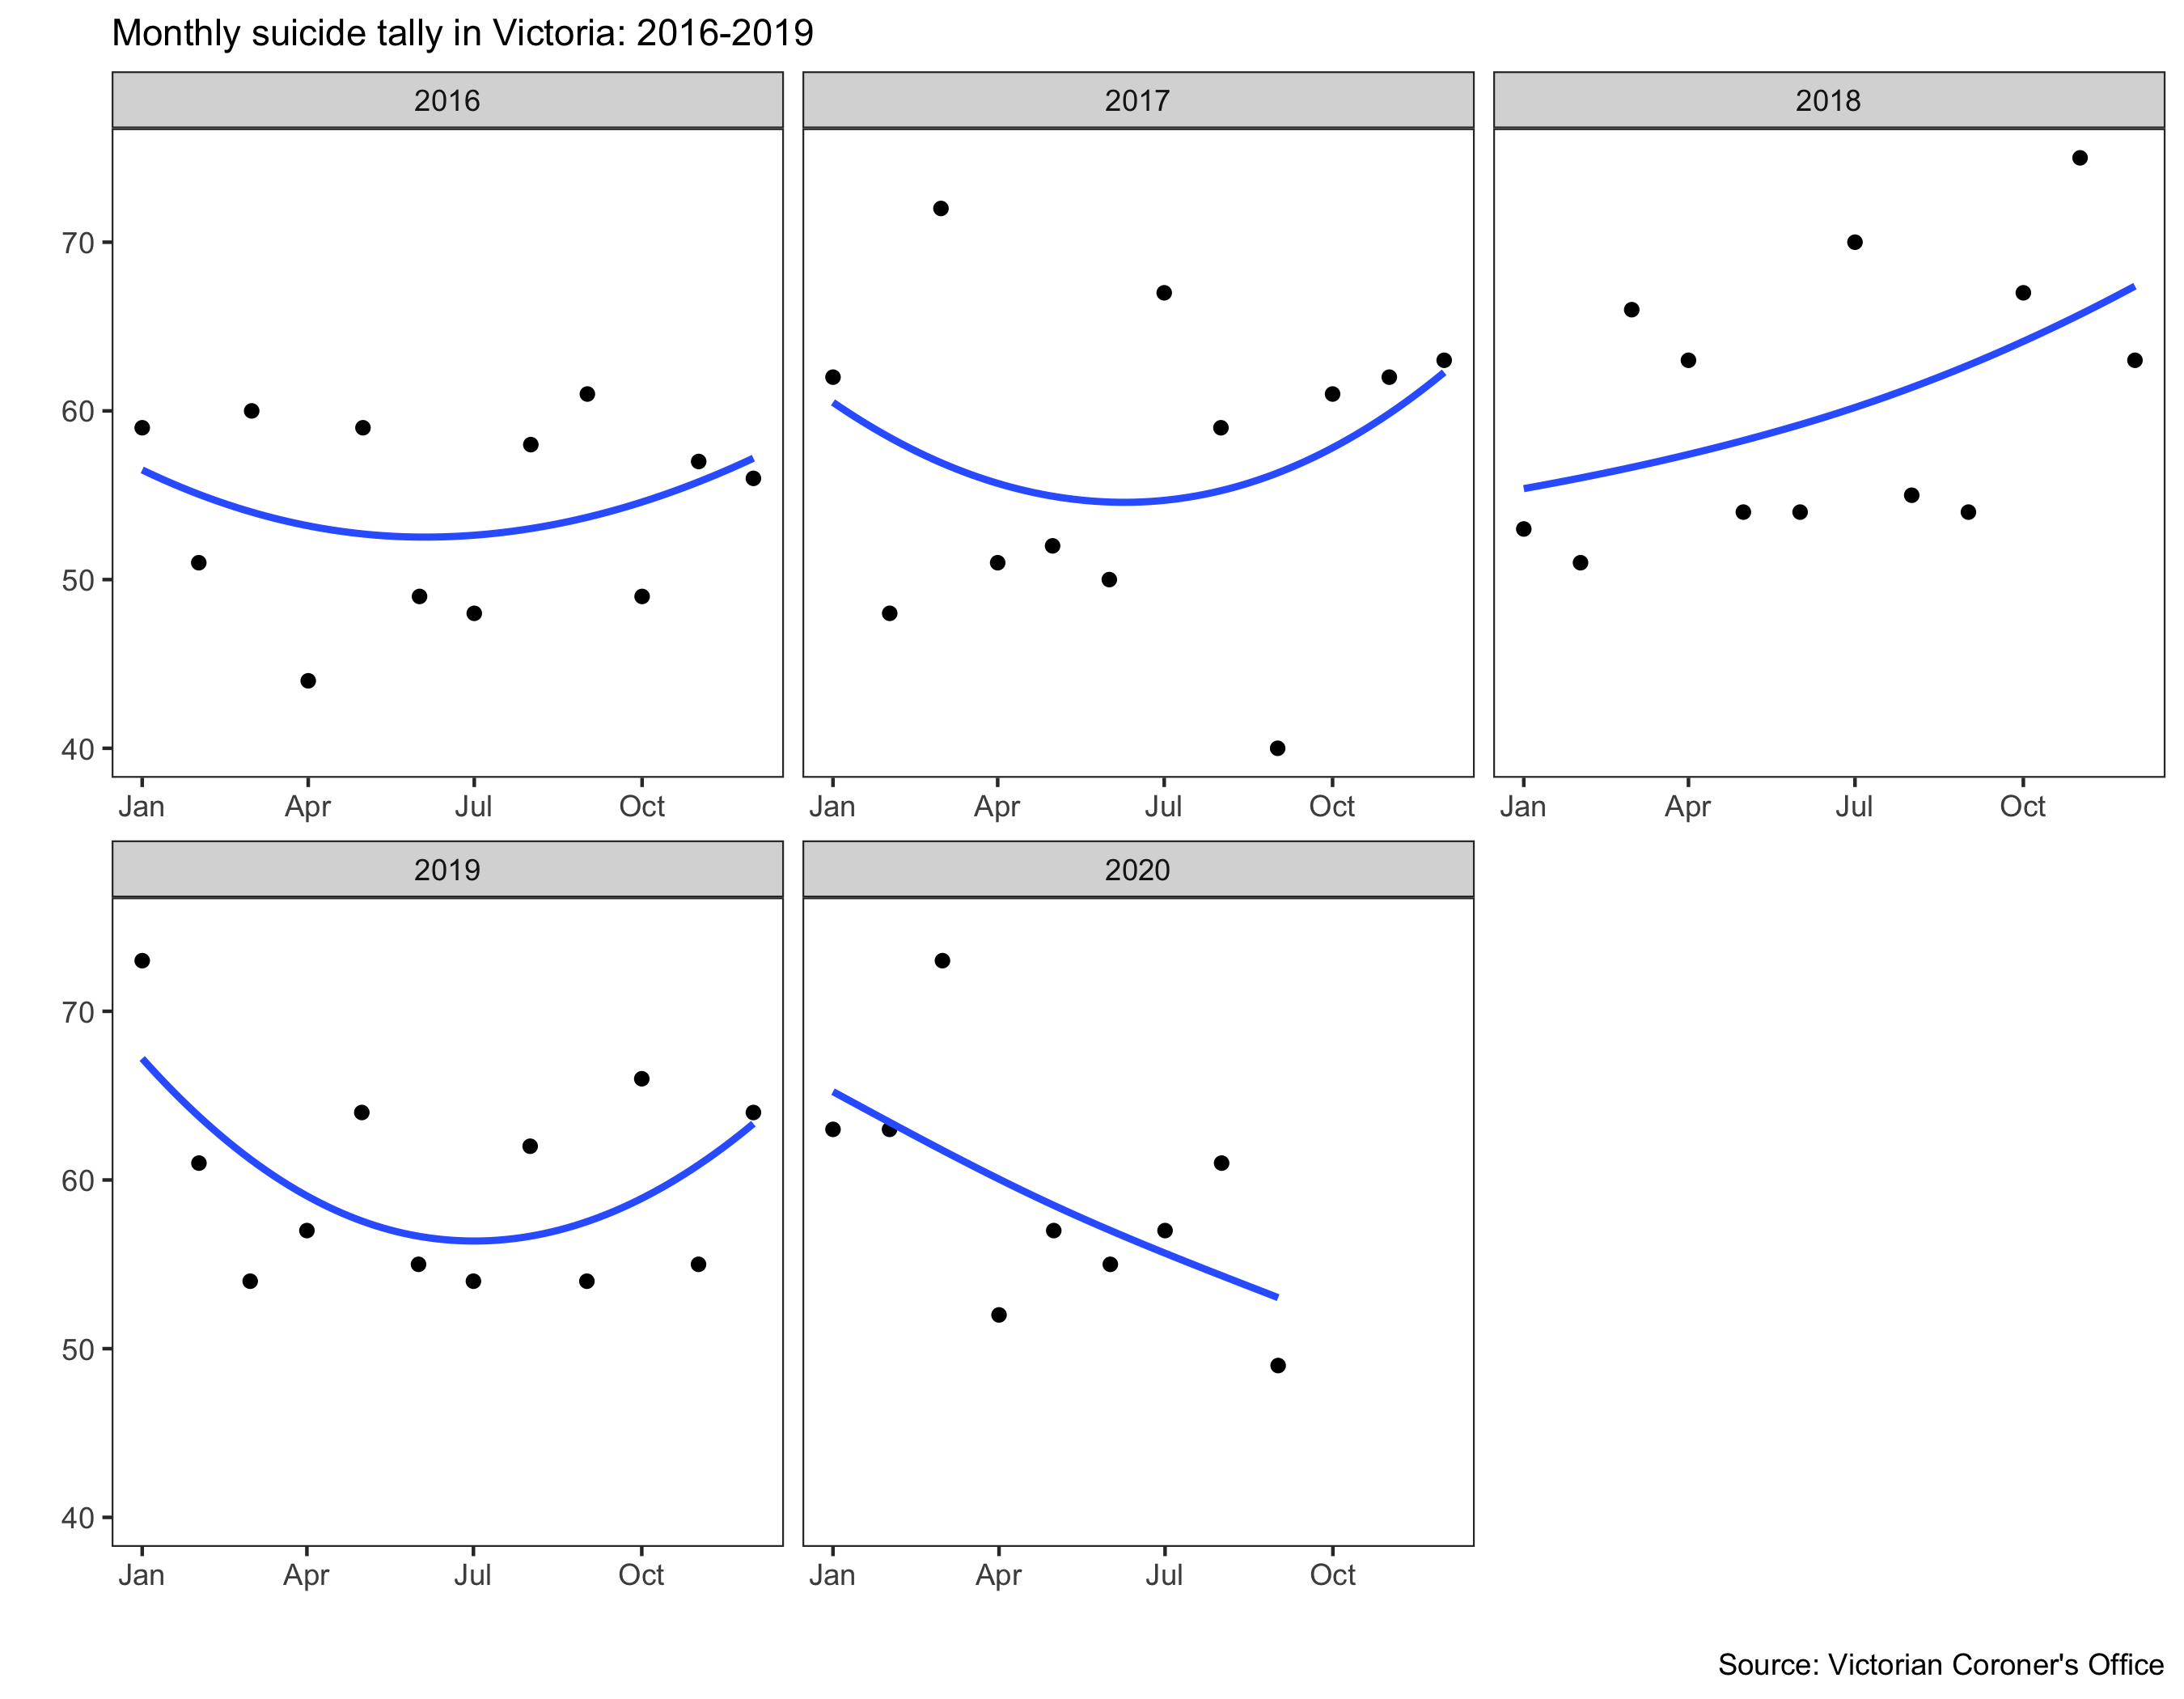 Monthly suicide tally in Victoria: 2016-2019
2016 2017 2018
70
60
50
40
Jan Apr Jul Oct Jan Apr Jul Oct Jan Apr Jul Oct
2019 2020
70
60
50
40
Jan Apr Jul Oct Jan Apr Jul Oct
Source: Victorian Coroner's Office